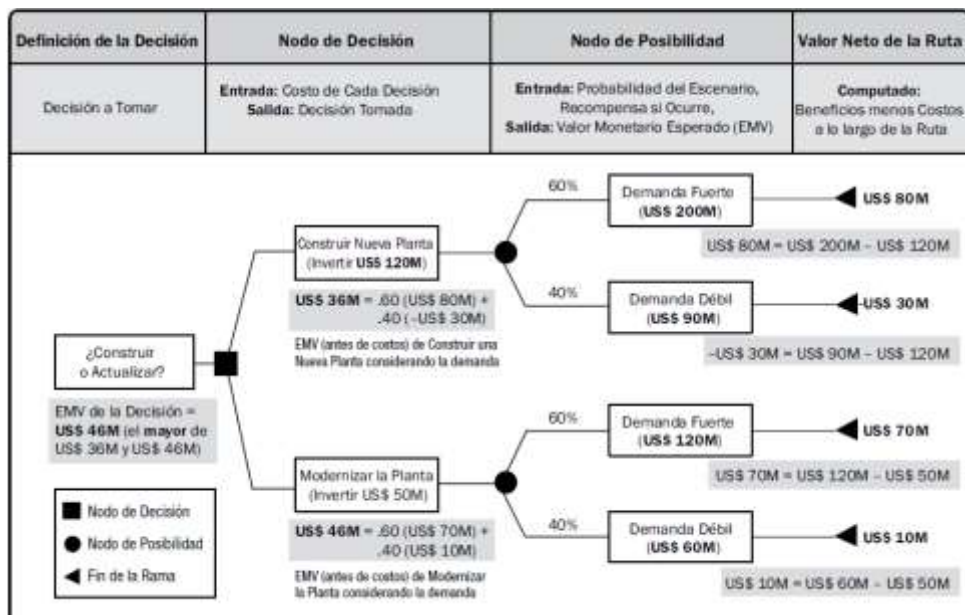 Definición de la Decisión
Nodo de Decisión
Nodo de Posibilidad
Valor Neto de la Ruta
Decisión a Tomar
Entrada: Costo de Cada Decisión
Salida: Decisión Tomada
Entrada: Probabilidad del Escenario,
Recompensa si Ocurre,
Salida: Valor Monetario Esperado (EMV)
Computado:
Beneficios menos Costos
a lo largo de la Ruta
¿Construir
o Actualizar?
EMV de la Decisión =
US$ 46M (el mayor de
US$ 36M y US$ 46M)
Construir Nueva Planta
(Invertir US$ 120M)
US$ 36M = .60 (US$ 80M) +
.40 (–US$ 30M)
EMV (antes de costos) de Construir una
Nueva Planta considerando la demanda
60%
Demanda Fuerte
(US$ 200M)
US$ 80M
US$ 80M = US$ 200M – US$ 120M
40%
Demanda Débil
(US$ 90M)
-US$ 30M
–US$ 30M = US$ 90M – US$ 120M
Modernizar la Planta
(Invertir US$ 50M)
US$ 46M = .60 (US$ 70M) +
.40 (US$ 10M)
EMV (antes de costos) de Modernizar
la Planta considerando la demanda
60%
Demanda Fuerte
(US$ 120M)
US$ 70M
US$ 70M = US$ 120M – US$ 50M
40%
Demanda Débil
(US$ 60M)
US$ 10M
US$ 10M = US$ 60M – US$ 50M
Nodo de Decisión
Nodo de Posibilidad
Fin de la Rama